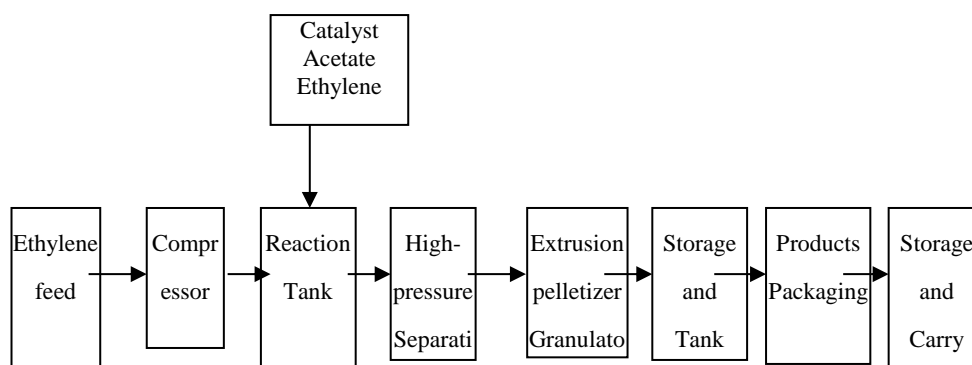 Catalyst
Acetate
Ethylene
Ethylene
feed
Compr
essor
Reaction
Tank
High-
pressure
Separati
Extrusion
pelletizer
Granulato
Storage
and
Tank
Products
Packaging
Storage
and
Carry